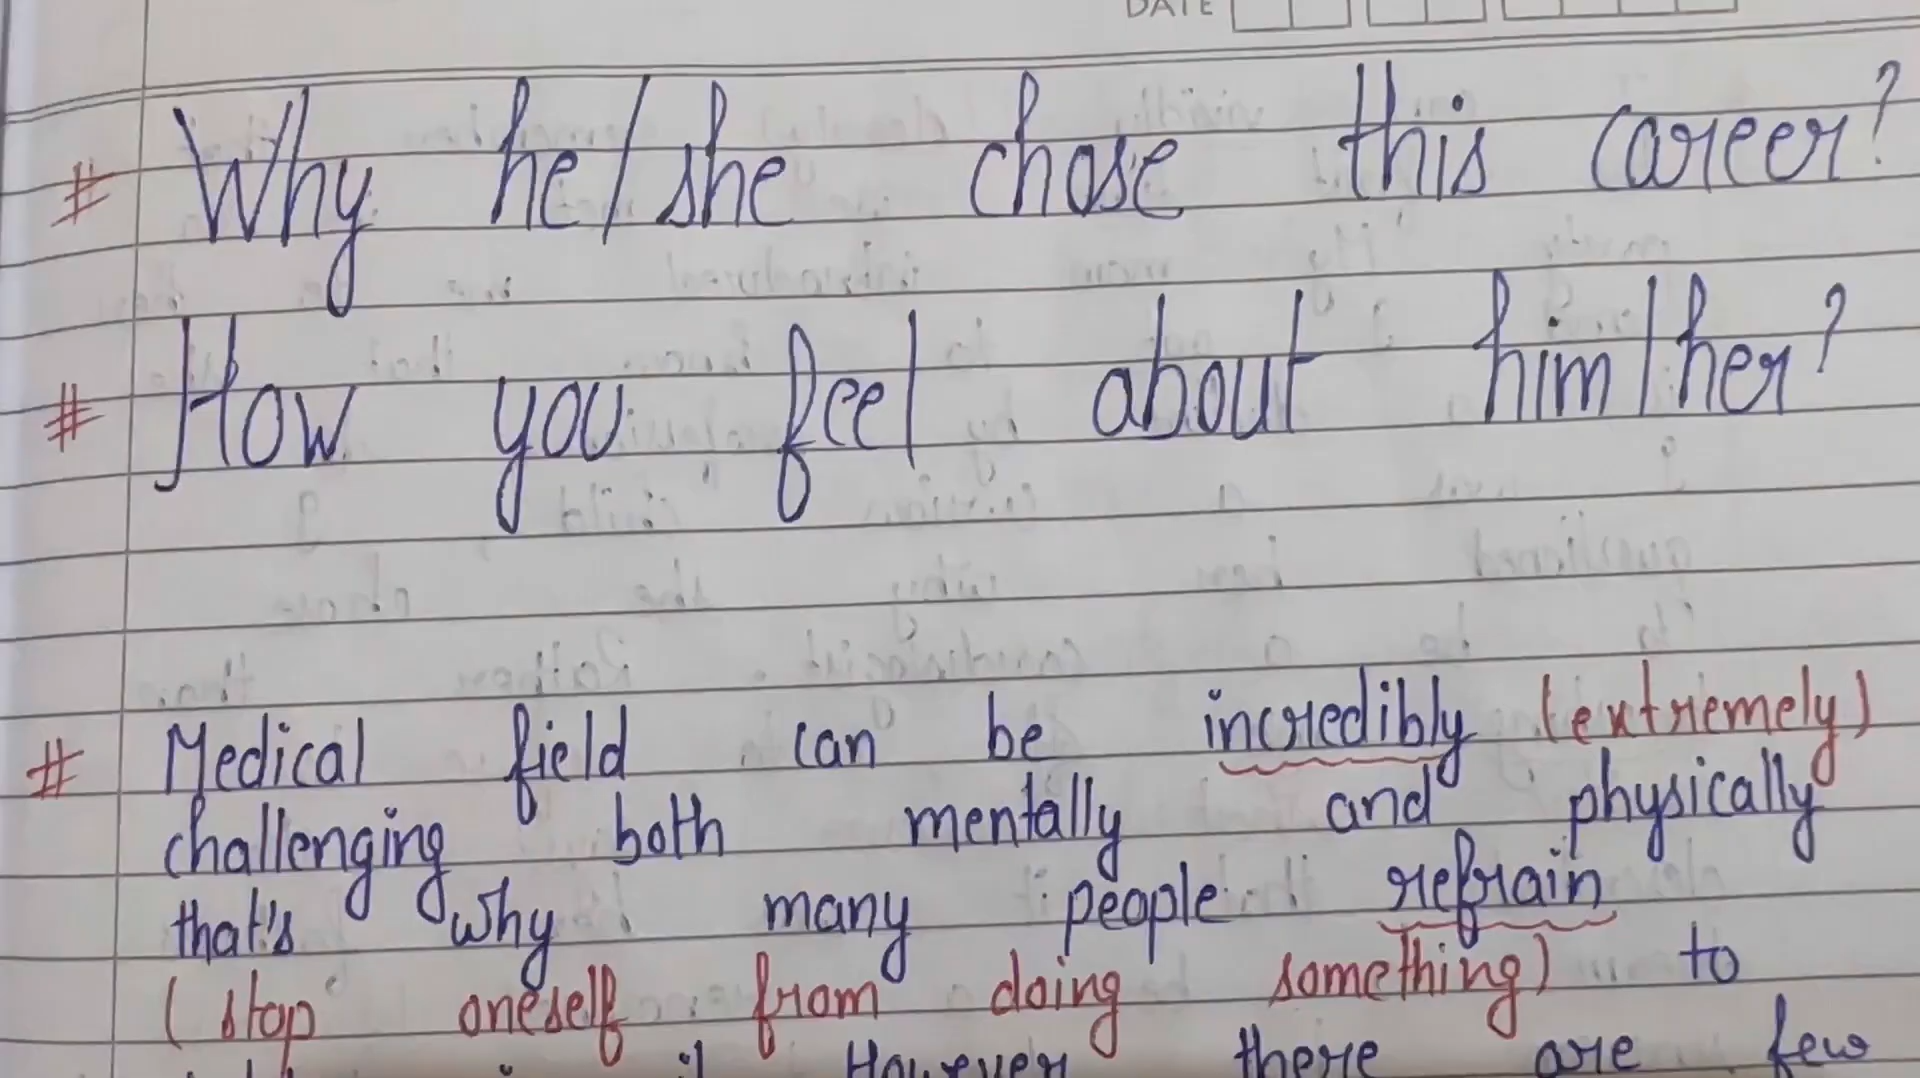 DATE
# Why he/she chose this career?
# How you feel about him/her?
# Medical field can be incredibly (extremely)
challenging both mentally and physically
that's why many people refrain
(stop oneself from doing something) to
However there are few